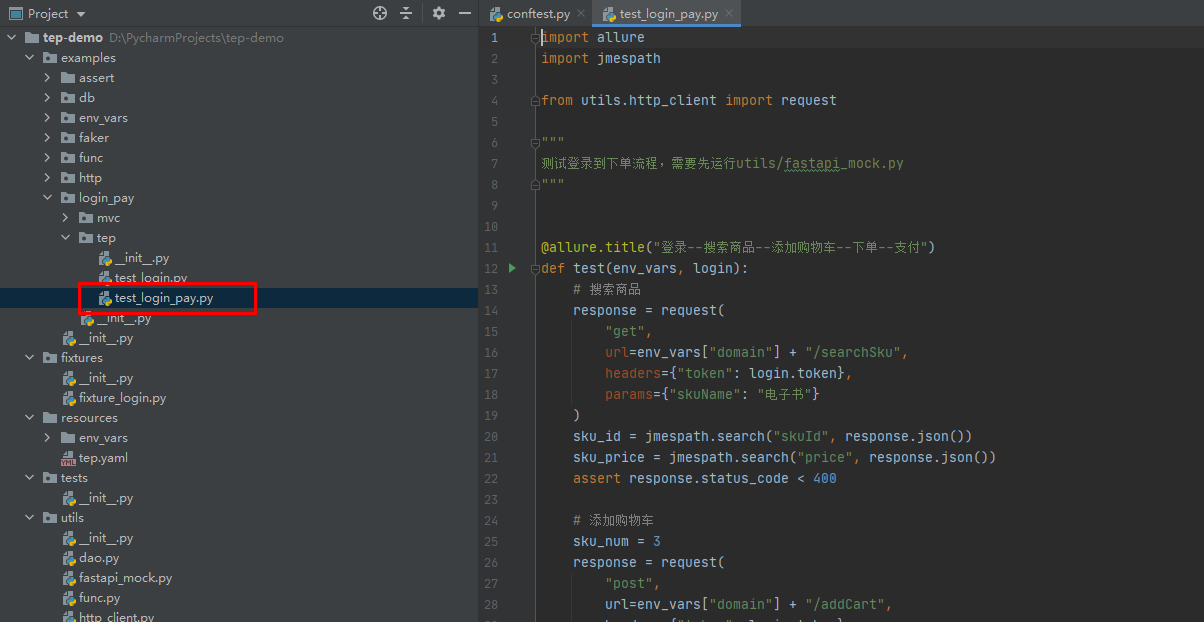 Project
tep-demo D:\PycharmProjects\tep-demo
examples
assert
db
env_vars
faker
func
http
login_pay
mvc
tep
__init__.py
test_login.py
test_login_pay.py
__init__.py
__init__.py
fixtures
__init__.py
fixture_login.py
resources
env_vars
tep.yaml
tests
__init__.py
utils
__init__.py
dao.py
fastapi_mock.py
func.py
http_client.py
conftest.py
test_login_pay.py
1 import allure
2 import jmespath
3
4 from utils.http_client import request
5
6 """
7 测试登录到下单流程，需要先运行utils/fastapi_mock.py
8 """
9
10
11 @allure.title("登录--搜索商品--添加购物车--下单--支付")
12 def test(env_vars, login):
13 # 搜索商品
14 response = request(
15 "get",
16 url=env_vars["domain"] + "/searchSku",
17 headers={"token": login.token},
18 params={"skuName": "电子书"}
19 )
20 sku_id = jmespath.search("skuId", response.json())
21 sku_price = jmespath.search("price", response.json())
22 assert response.status_code < 400
23
24 # 添加购物车
25 sku_num = 3
26 response = request(
27 "post",
28 url=env_vars["domain"] + "/addCart",